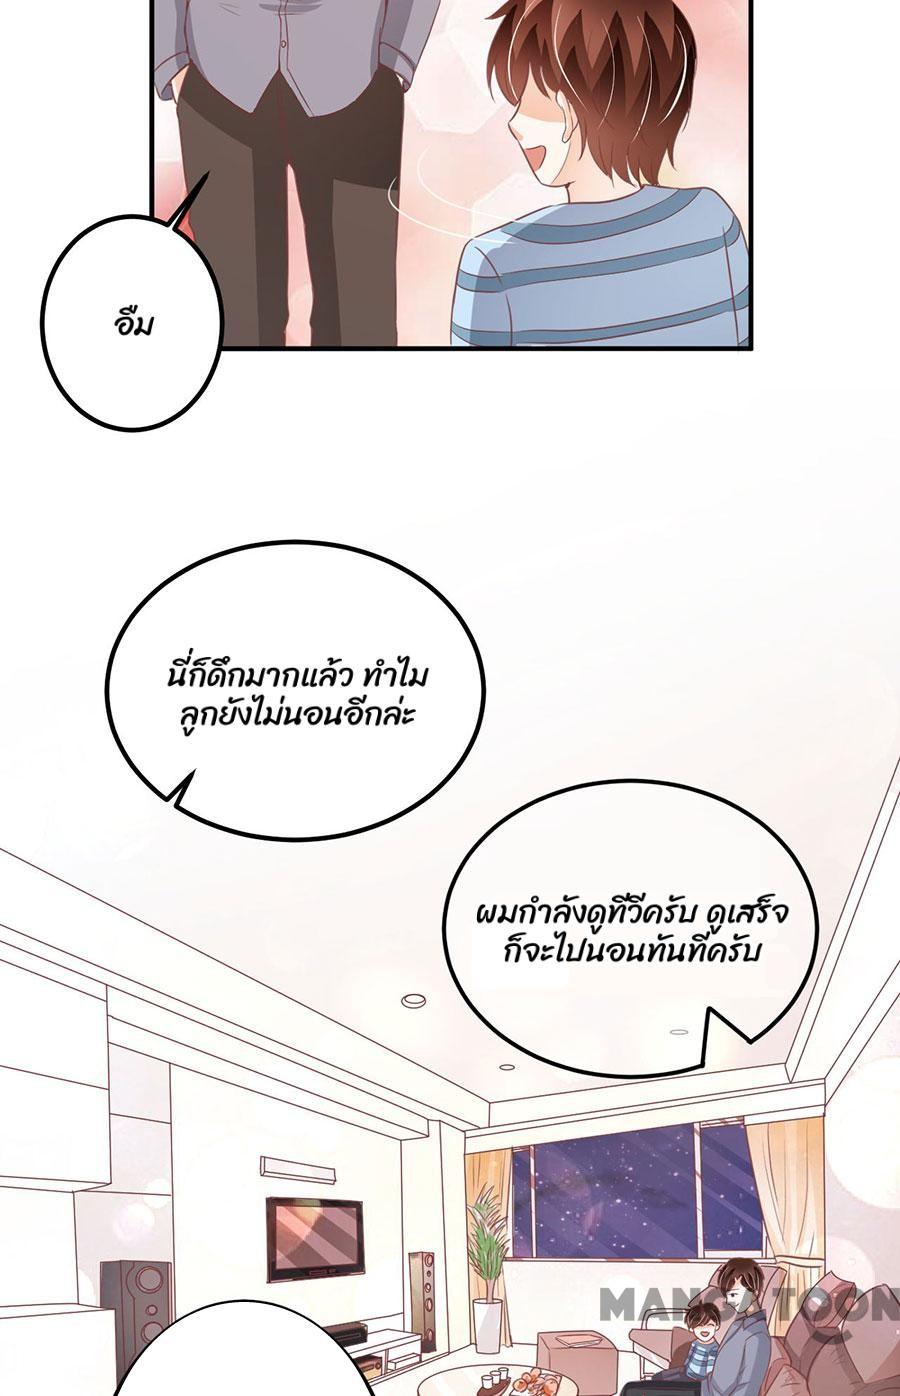 อืม
นี่ก็ดึกมากแล้ว ทำไม
ลูกยังไม่นอนอีกล่ะ
ผมกำลังดูทีวีครับ ดูเสร็จ
ก็จะไปนอนทันทีครับ
MANGATOON